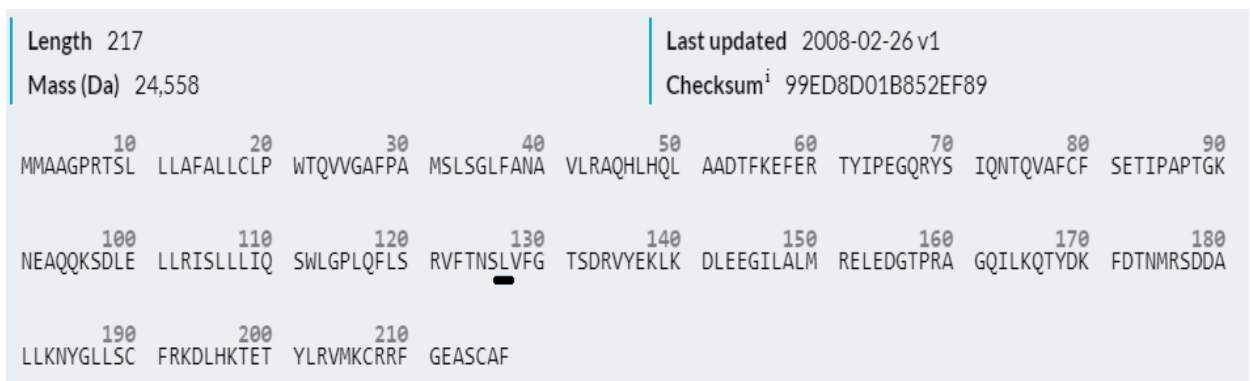 Length 217 Last updated 2008-02-26 v1
Mass (Da) 24,558 Checksum i 99ED8D01B852EF89
10 20 30 40 50 60 70 80 90
MMAAGPRTSL LLAFALLCLP WTQVVGAFPA MSLSGLFANA VLRAQHLHQL AADTFKEFER TYIPEGQRYS IQNTQVAFCF SETIPAPTGK
100 110 120 130 140 150 160 170 180
NEAQQKSDLE LLRISLLLIQ SWLGPLQFLS RVFTNSLVFG TSDRVYEKLK DLEEGILALM RELEDGTPRA GQILKQTYDK FDTNMRSDDA
190 200 210
LLKNYGLLSC FRKDLHKTET YLRVMKCRRF GEASCAF